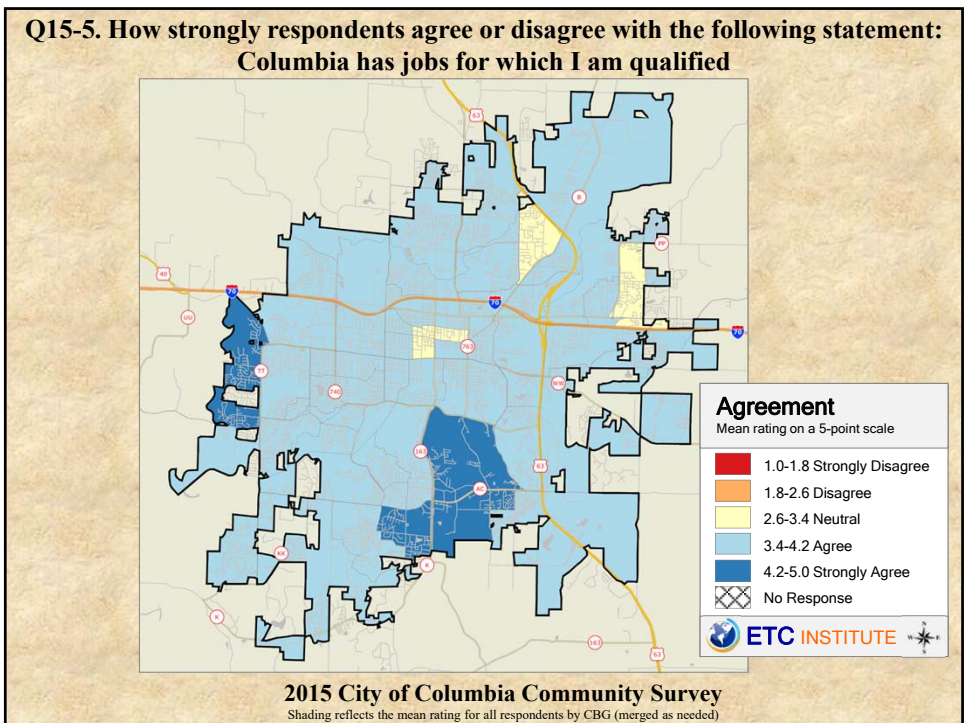 Q15-5. How strongly respondents agree or disagree with the following statement:
Columbia has jobs for which I am qualified
63
B
PP
40
70
UU
70
70
763
TT
740
WW
163
63
AC
KK
K
K
163
63
Agreement
Mean rating on a 5-point scale
1.0-1.8 Strongly Disagree
1.8-2.6 Disagree
2.6-3.4 Neutral
3.4-4.2 Agree
4.2-5.0 Strongly Agree
No Response
ETC INSTITUTE
N
W E
S
2015 City of Columbia Community Survey
Shading reflects the mean rating for all respondents by CBG (merged as needed)